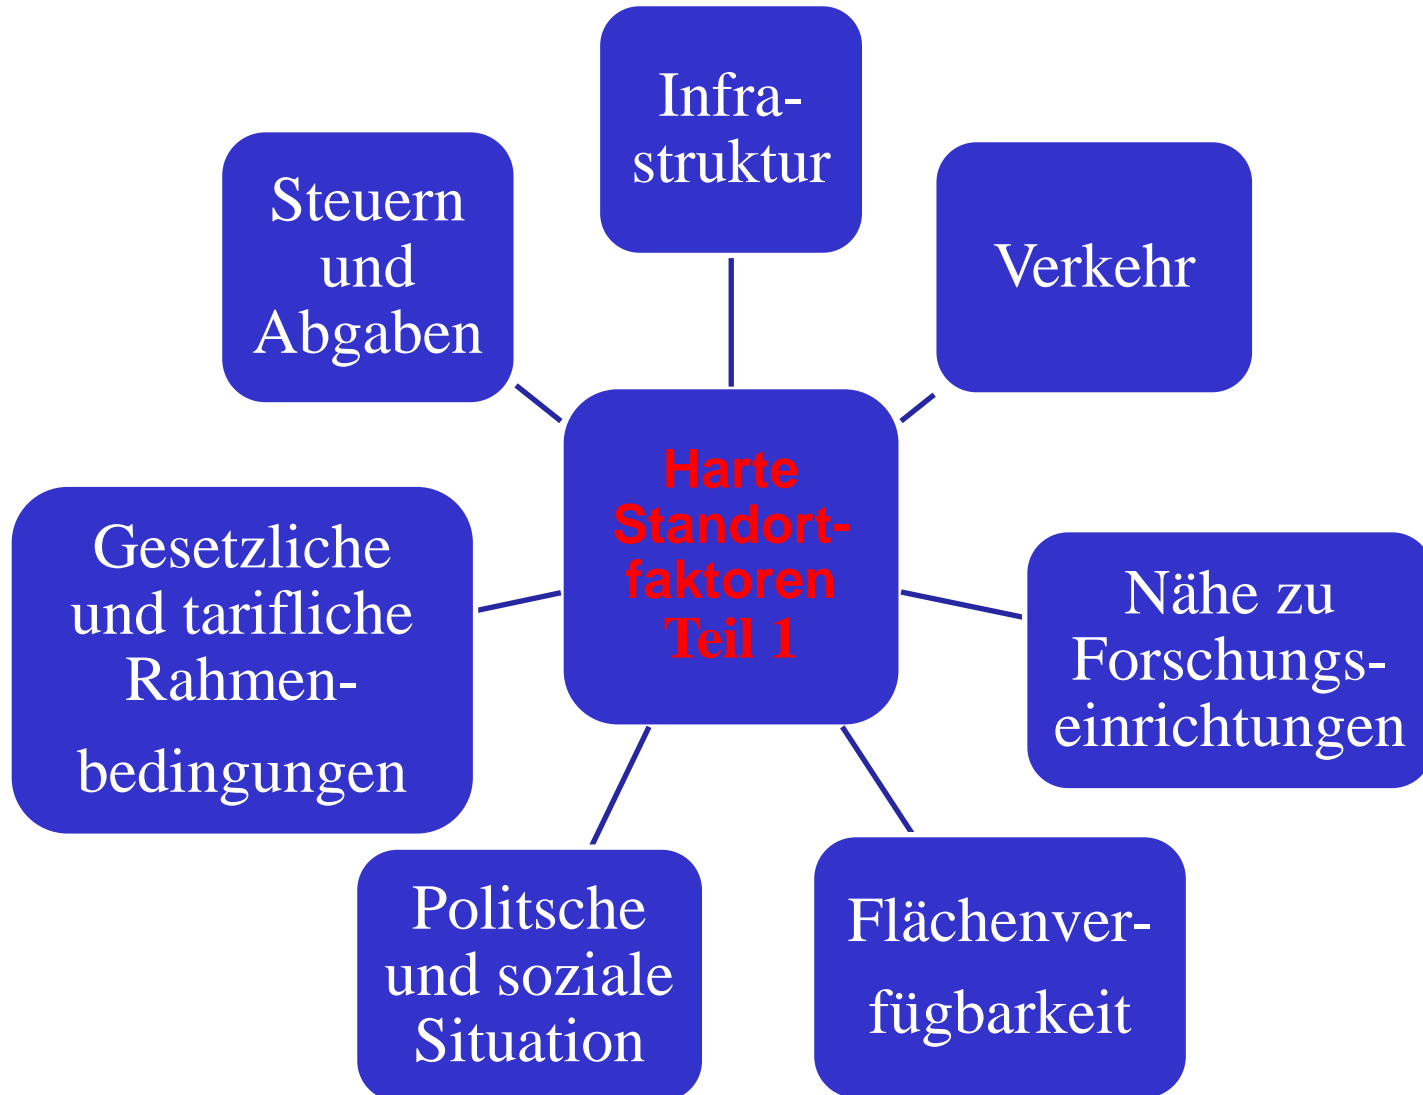 Infra-
struktur
Verkehr
Nähe zu
Forschungs-
einrichtungen
Flächenver-
fügbarkeit
Politsche
und soziale
Situation
Gesetzliche
und tarifliche
Rahmen-
bedingungen
Steuern
und
Abgaben
Harte
Standort-
faktoren
Teil 1